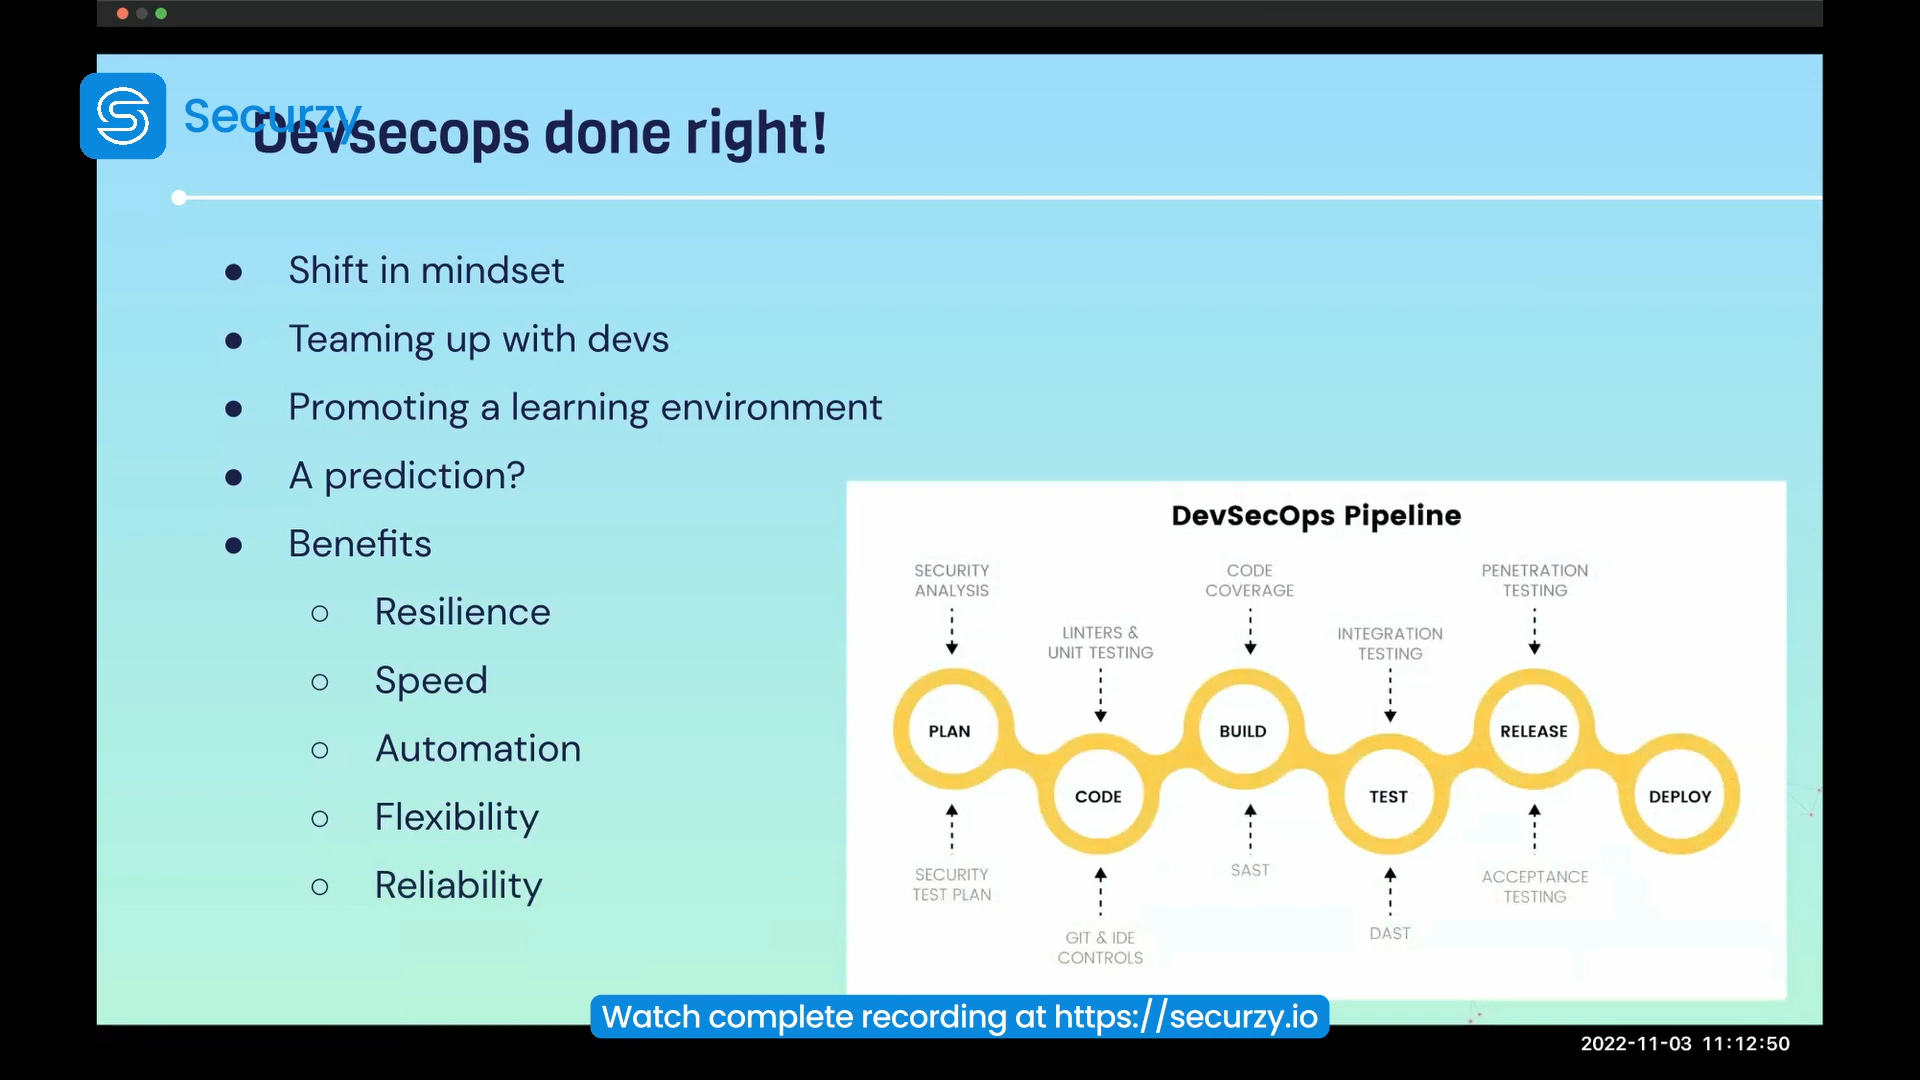 Securzy
Devsecops done right!
● Shift in mindset
● Teaming up with devs
● Promoting a learning environment
● A prediction?
● Benefits
○ Resilience
○ Speed
○ Automation
○ Flexibility
○ Reliability
DevSecOps Pipeline
SECURITY
ANALYSIS
LINTERS &
UNIT TESTING
CODE
COVERAGE
INTEGRATION
TESTING
PENETRATION
TESTING
PLAN
CODE
BUILD
TEST
RELEASE
DEPLOY
SECURITY
TEST PLAN
GIT & IDE
CONTROLS
SAST
DAST
ACCEPTANCE
TESTING
Watch complete recording at https://securzy.io
2022-11-03 11:12:50